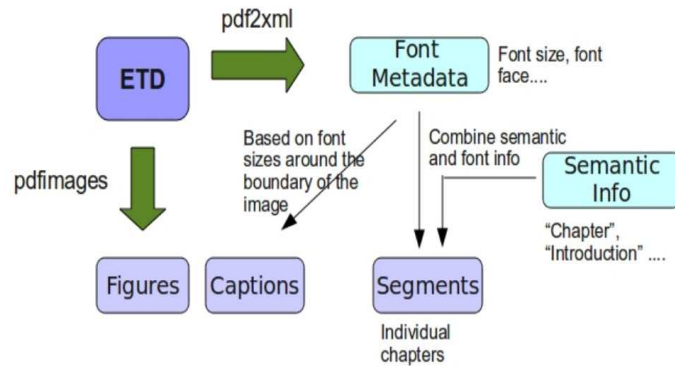 pdf2xml
ETD
Font
Metadata
Font size, font
face....
pdfimages
Based on font
sizes around the
boundary of the
image
Combine semantic
and font info
Semantic
Info
“Chapter”,
“Introduction” ....
Figures
Captions
Segments
Individual
chapters